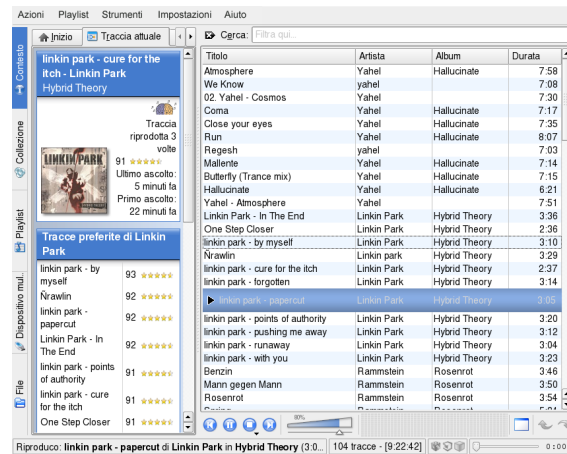 Azioni Playlist Strumenti Impostazioni Aiuto
Contesto
Collezione
Playlist
Dispositivo mul..
File
Inizio Traccia attuale
linkin park - cure for the
itch - Linkin Park
Hybrid Theory
Traccia
riprodotta 3
volte
91
Ultimo ascolto:
5 minuti fa
Primo ascolto:
22 minuti fa
LINKIN PARK
Tracce preferite di Linkin
Park
linkin park - by
myself 93
Ñrawlin 92
linkin park -
papercut 92
Linkin Park - In
The End 92
linkin park - points
of authority 91
linkin park - cure
for the itch 91
One Step Closer 91
Cerca: Filtra qui...
Titolo Artista Album Durata
Atmosphere Yahel Hallucinate 7:58
We Know yahel 7:08
02. Yahel - Cosmos Yahel 7:30
Coma Yahel Hallucinate 7:17
Close your eyes Yahel Hallucinate 7:35
Run Yahel Hallucinate 8:07
Regesh yahel 7:03
Mallente Yahel Hallucinate 7:14
Butterfly (Trance mix) Yahel Hallucinate 7:15
Hallucinate Yahel Hallucinate 6:21
Yahel - Atmosphere Yahel 7:51
Linkin Park - In The End Linkin Park Hybrid Theory 3:36
One Step Closer Linkin Park Hybrid Theory 2:36
linkin park - by myself Linkin Park Hybrid Theory 3:10
Ñrawlin Linkin park Hybrid Theory 3:29
linkin park - cure for the itch Linkin Park Hybrid Theory 2:37
linkin park - forgotten Linkin Park Hybrid Theory 3:14
linkin park - papercut Linkin Park Hybrid Theory 3:05
linkin park - points of authority Linkin Park Hybrid Theory 3:20
linkin park - pushing me away Linkin Park Hybrid Theory 3:12
linkin park - runaway Linkin Park Hybrid Theory 3:04
linkin park - with you Linkin Park Hybrid Theory 3:23
Benzin Rammstein Rosenrot 3:46
Mann gegen Mann Rammstein Rosenrot 3:50
Rosenrot Rammstein Rosenrot 3:54
80%
Riproduco: linkin park - papercut di Linkin Park in Hybrid Theory (3:0... 104 tracce - [9:22:42] 0:00